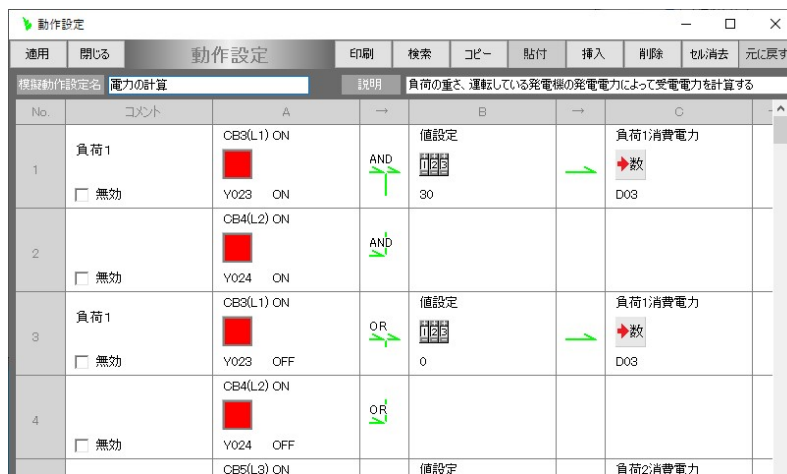 動作設定
適用 閉じる 動作設定 印刷 検索 コピー 貼付 挿入 削除 セル消去 元に戻す
模擬動作設定名 電力の計算 説明 負荷の重さ、運転している発電機の発電電力によって受電電力を計算する
No. コメント A → B → C
CB3(L1) ON 値設定 負荷1消費電力
負荷1 AND 123 数
1
無効 Y023 ON 30 D03
CB4(L2) ON
AND
2
無効 Y024 ON
CB3(L1) ON 値設定 負荷1消費電力
負荷1 OR 123 数
3
無効 Y023 OFF 0 D03
CB4(L2) ON
OR
4
無効 Y024 OFF
CB5(L3) ON 値設定 負荷2消費電力